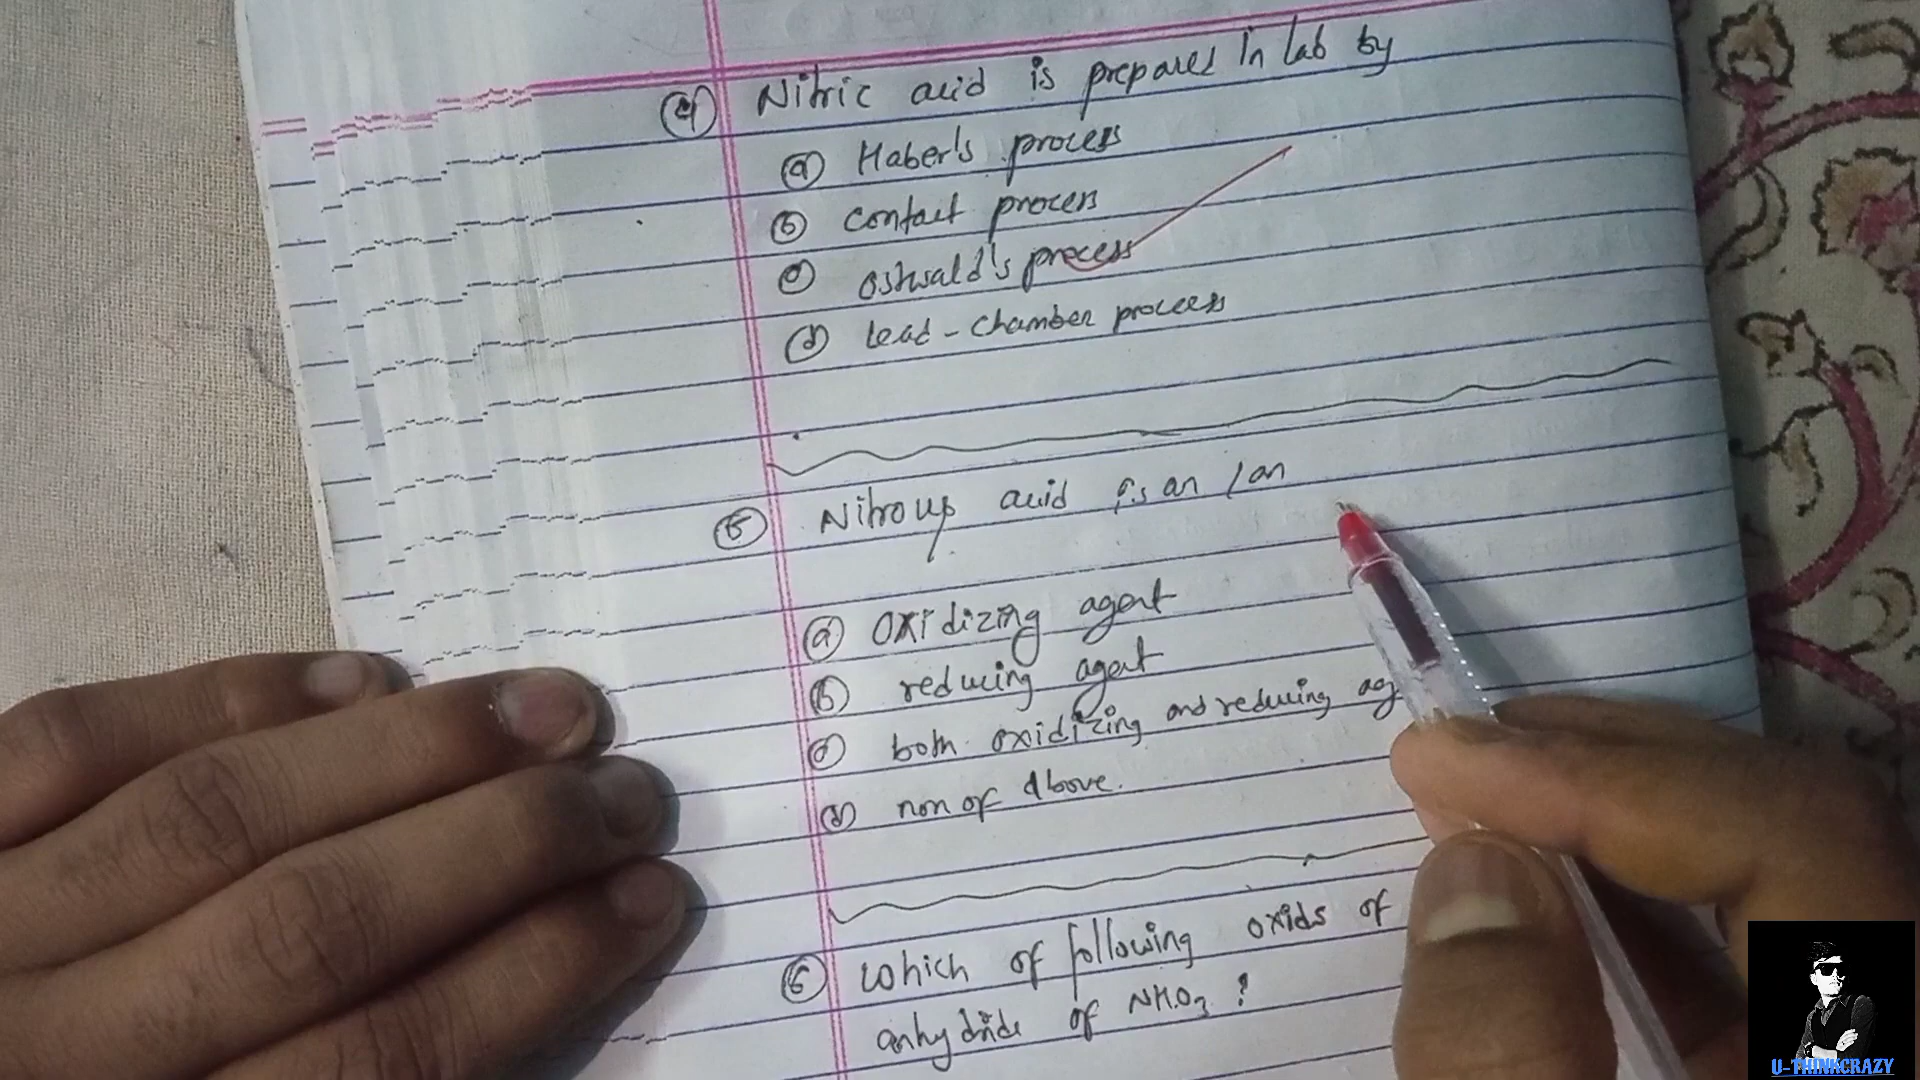 4 Nitric acid is prepared In lab by
a Haber's process
b contact process
c ostwald's process
d lead-chamber process
5 Nitrous acid is an / an
a oxidizing agent
b reducing agent
c both oxidizing and reducing ag
d non of above.
6 which of following oxids of
anhydride of
U-THINKCRAZY